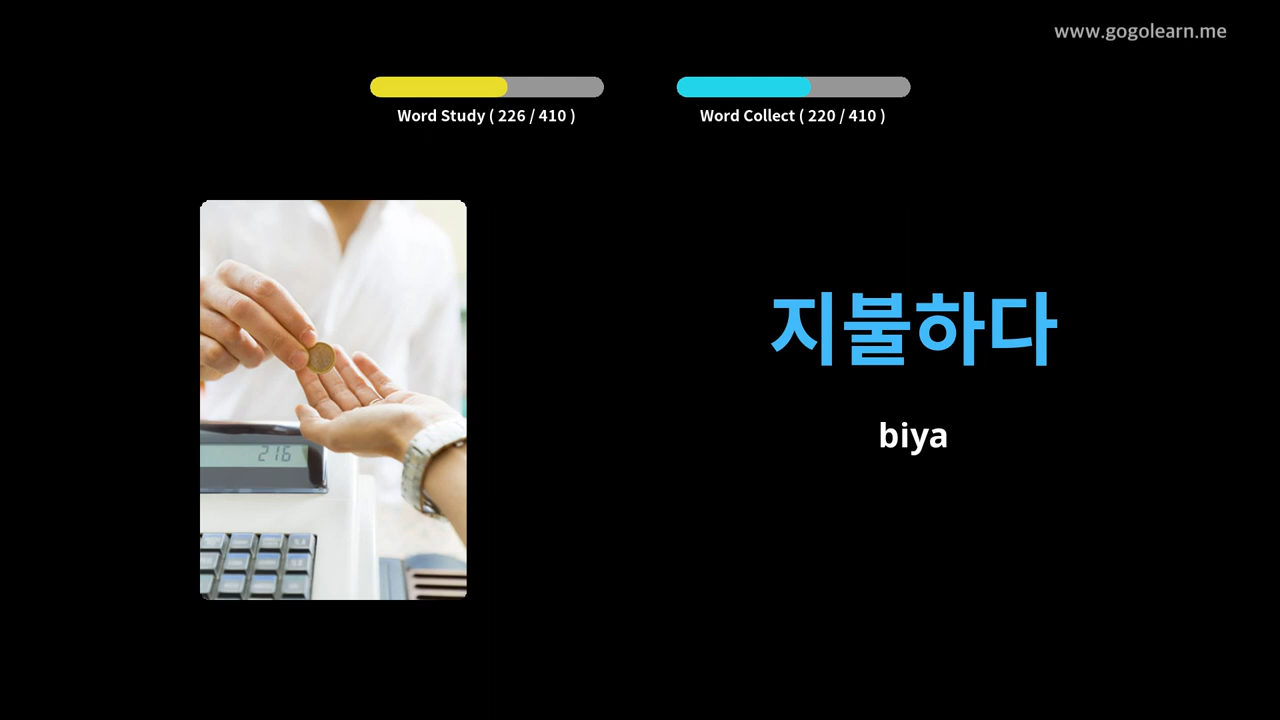 www.gogolearn.me
Word Study ( 226 / 410 )
Word Collect ( 220 / 410 )
지불하다
biya
216